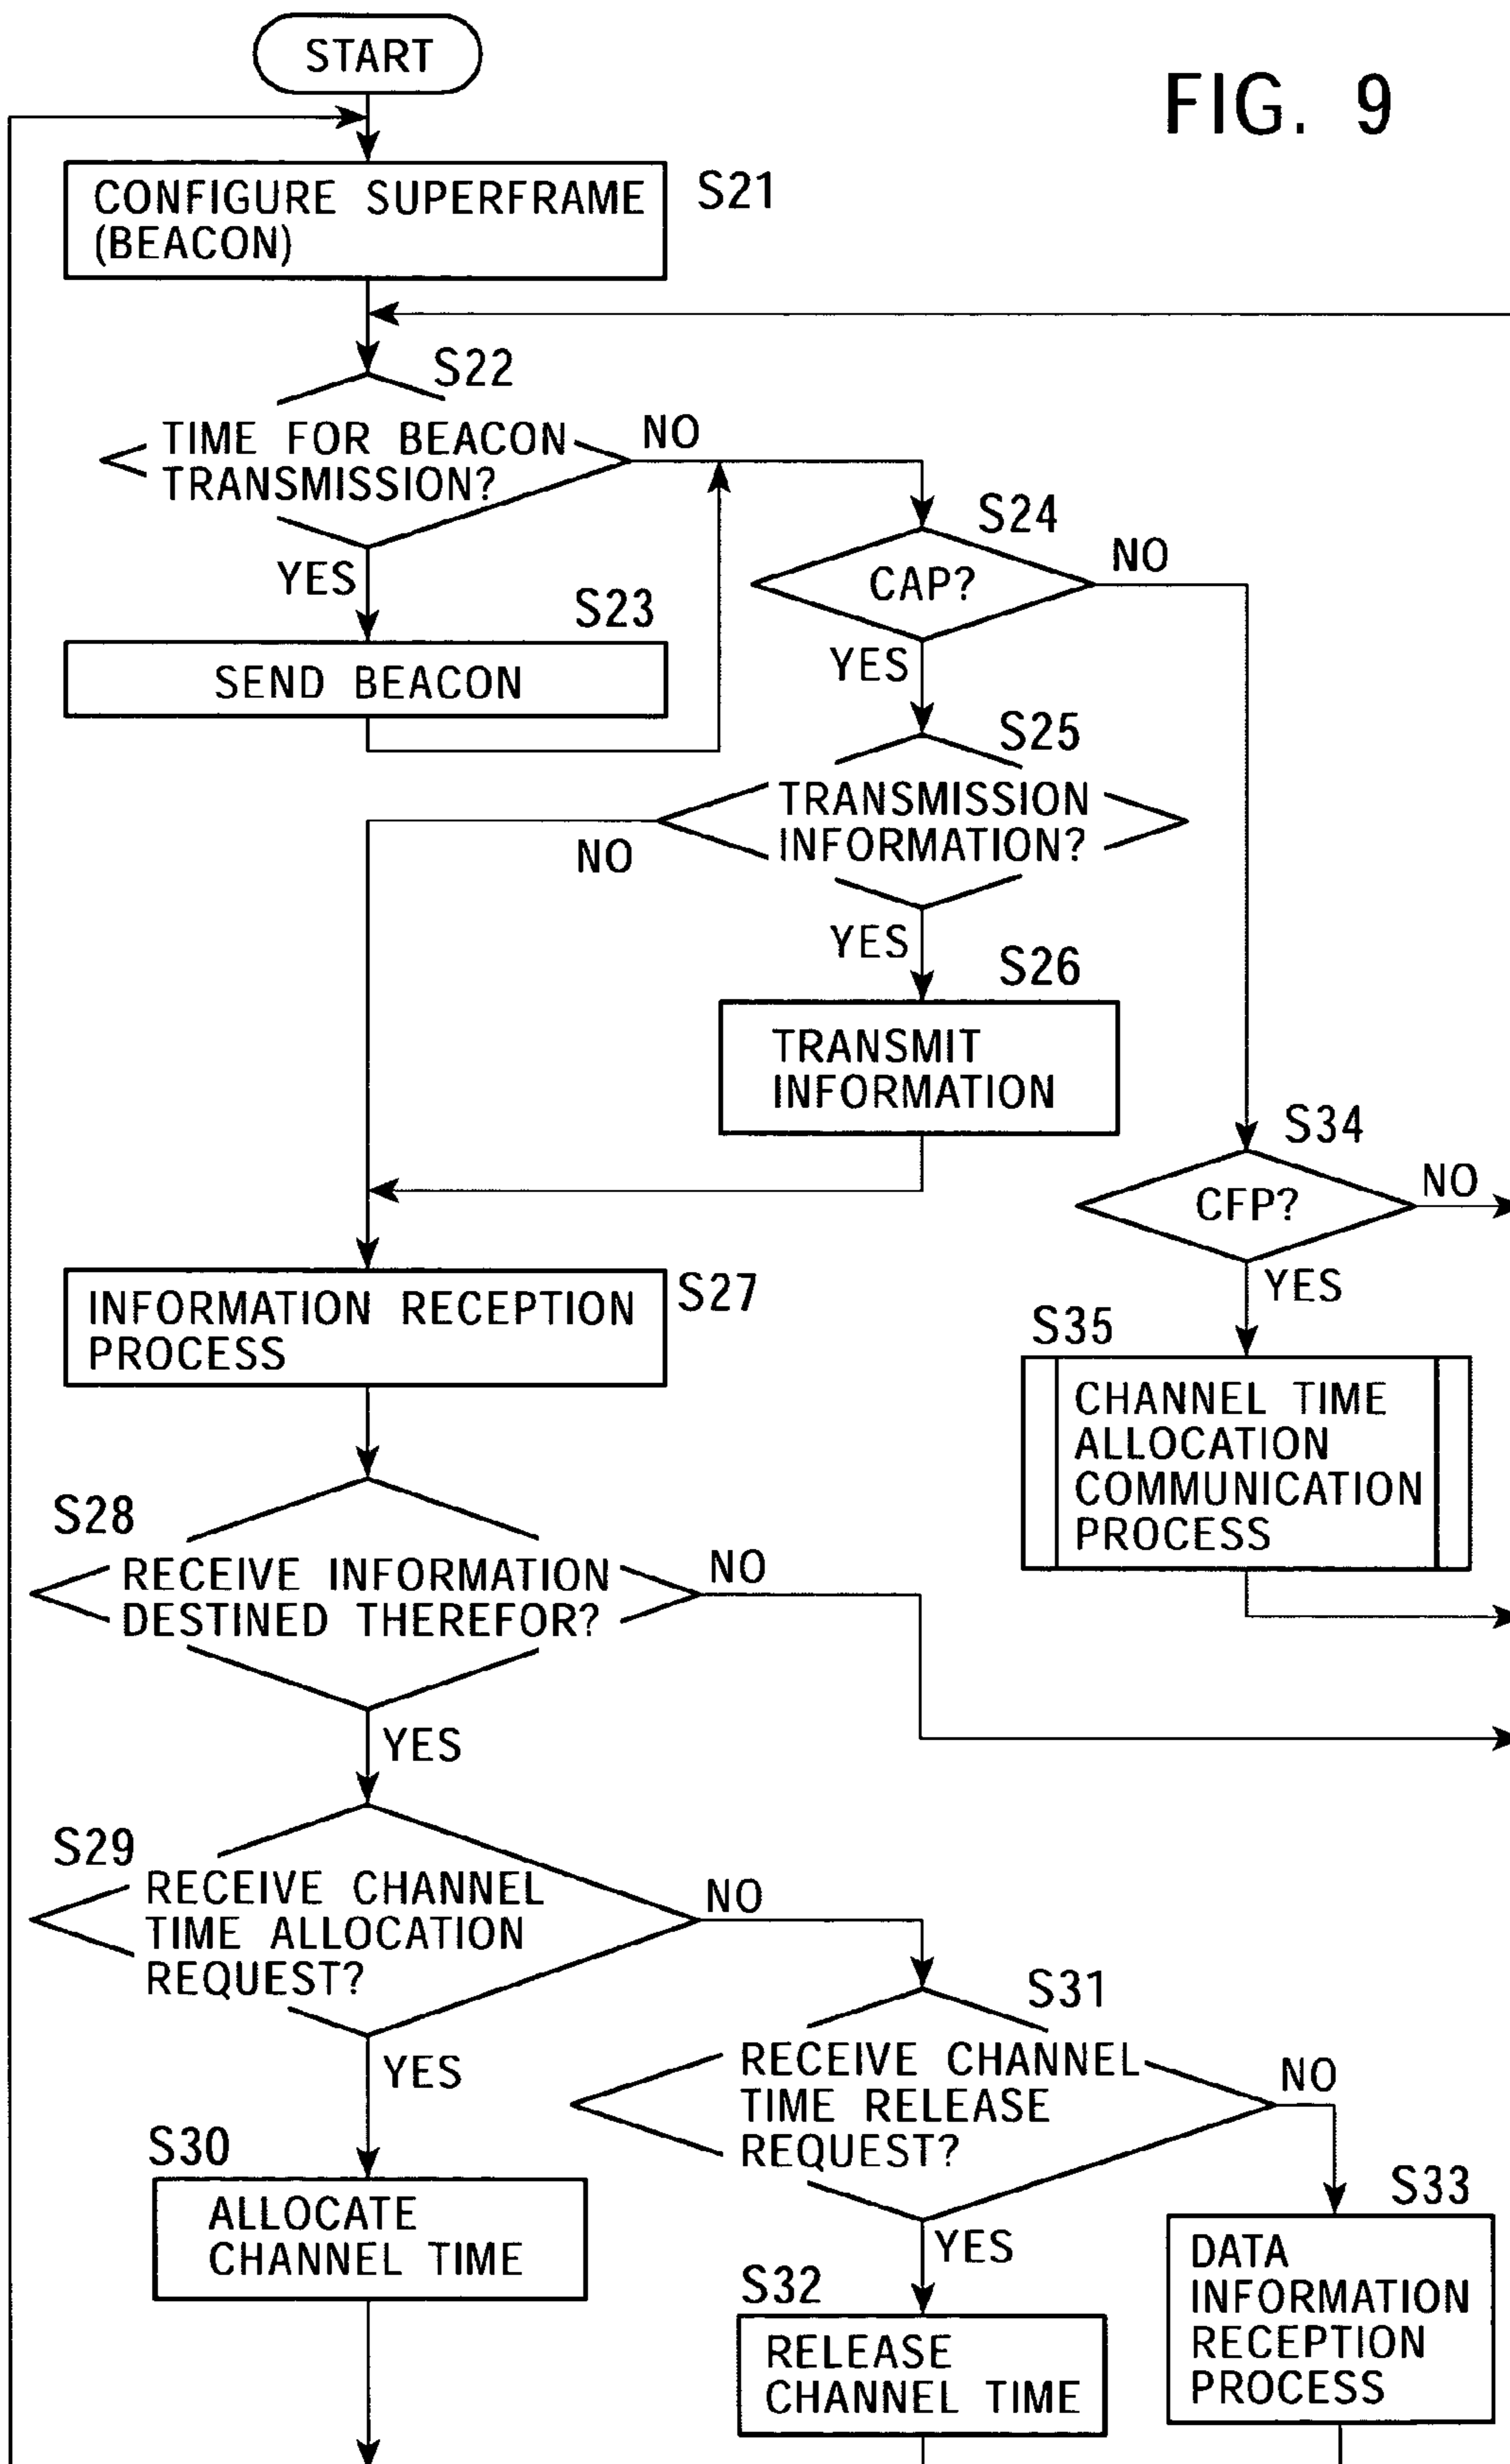 START
FIG. 9
CONFIGURE SUPERFRAME
(BEACON)
S21
S22
TIME FOR BEACON
TRANSMISSION?
NO
YES
S23
SEND BEACON
S24
CAP?
NO
YES
S25
TRANSMISSION
INFORMATION?
NO
YES
S26
TRANSMIT
INFORMATION
S34
CFP?
NO
YES
S27
INFORMATION RECEPTION
PROCESS
S35
CHANNEL TIME
ALLOCATION
COMMUNICATION
PROCESS
S28
RECEIVE INFORMATION
DESTINED THEREFOR?
NO
YES
S29
RECEIVE CHANNEL
TIME ALLOCATION
REQUEST?
NO
YES
S31
RECEIVE CHANNEL
TIME RELEASE
REQUEST?
NO
YES
S30
ALLOCATE
CHANNEL TIME
S32
RELEASE
CHANNEL TIME
S33
DATA
INFORMATION
RECEPTION
PROCESS